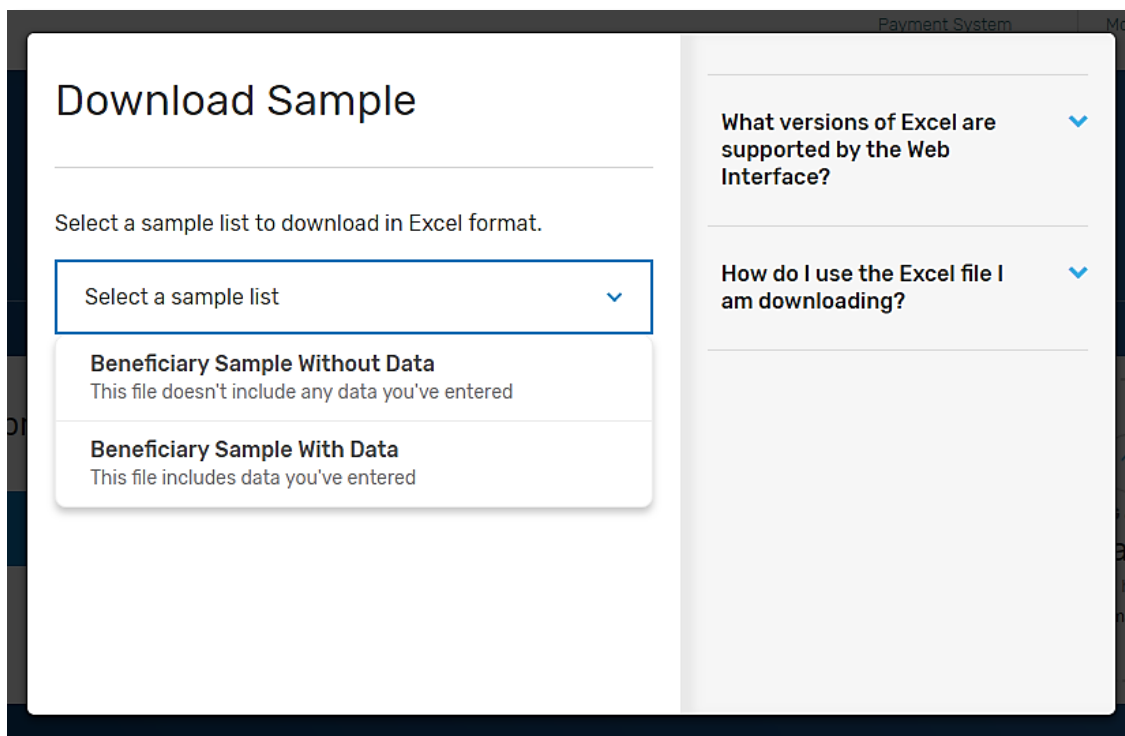 Payment System
Download Sample
Select a sample list to download in Excel format.
Select a sample list
Beneficiary Sample Without Data
This file doesn't include any data you've entered
Beneficiary Sample With Data
This file includes data you've entered
What versions of Excel are
supported by the Web
Interface?
How do I use the Excel file I
am downloading?